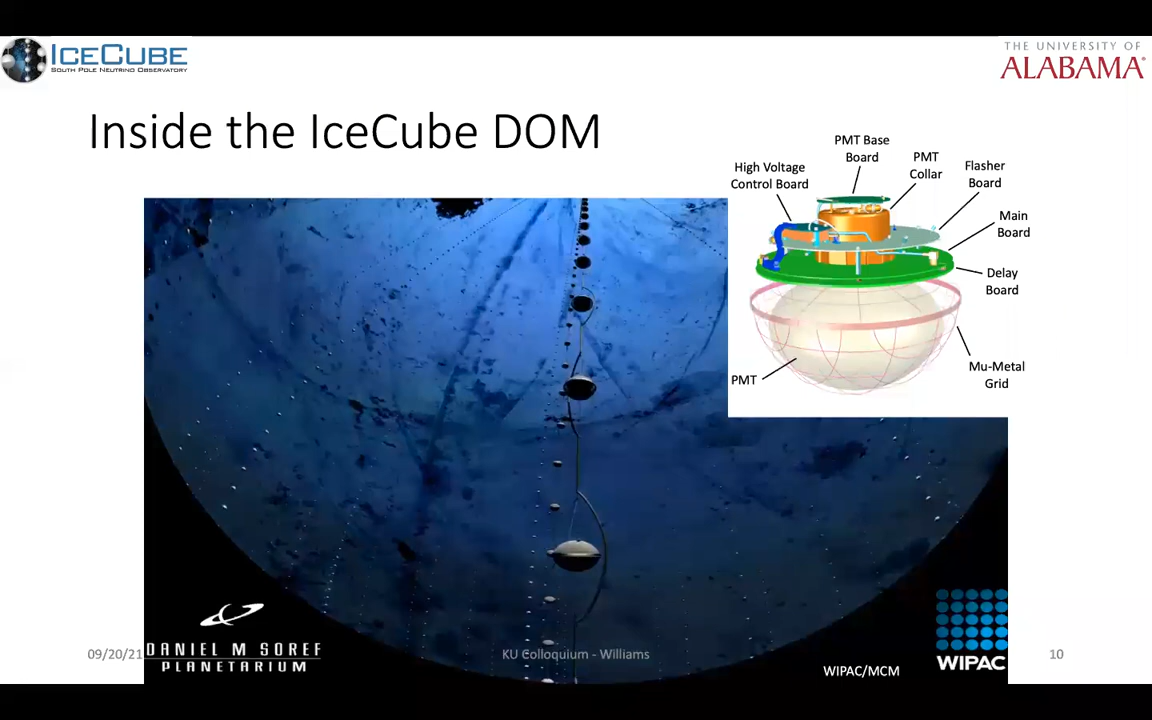 ICECUBE
SOUTH POLE NEUTRINO OBSERVATORY
THE UNIVERSITY OF
ALABAMA®
Inside the IceCube DOM
PMT Base
Board
High Voltage
Control Board
PMT
Collar
Flasher
Board
Main
Board
Delay
Board
Mu-Metal
Grid
PMT
09/20/21
DANIEL M SOREF
PLANETARIUM
KU Colloquium - Williams
WIPAC/MCM
WIPAC
10